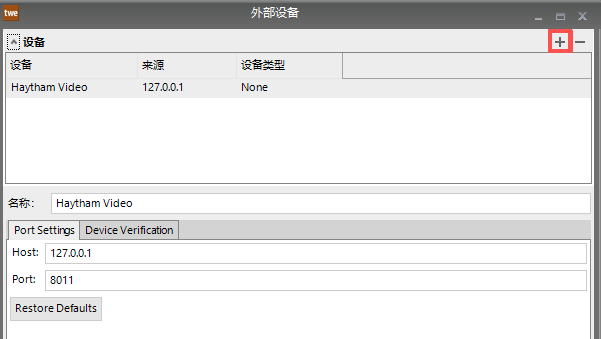 twe 外部设备
设备
设备 来源 设备类型
Haytham Video 127.0.0.1 None
名称: Haytham Video
Port Settings Device Verification
Host: 127.0.0.1
Port: 8011
Restore Defaults